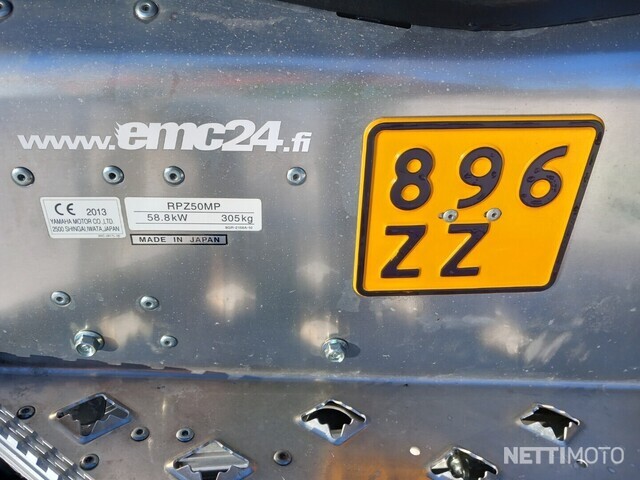 www.emc24.fi
CE 2013
YAMAHA MOTOR CO.,LTD.
2500 SHINGAI,IWATA,JAPAN
RPZ50MP
58.8kW 305kg
MADE IN JAPAN
896
ZZ
NETTIMOTO